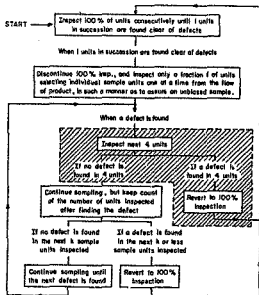 START
Inspect 100% of units consecutively until i units
in succession are found clear of defects
When i units in succession are found clear of defects
Discontinue 100% insp., and inspect only a fraction f of units
selecting individual sample units one at a time from the flow
of product, in such a manner as to assure an unbiased sample.
When a defect is found
Inspect next 4 units
If no defect is
found in 4 units
If a defect is
found in 4 units
Continue sampling, but keep count
of the number of units inspected
after finding the defect
Revert to 100%
inspection
If no defect is found
in the next k sample
units inspected
If a defect is found
in the next k or less
sample units inspected
Continue sampling until
the next defect is found
Revert to 100%
inspection